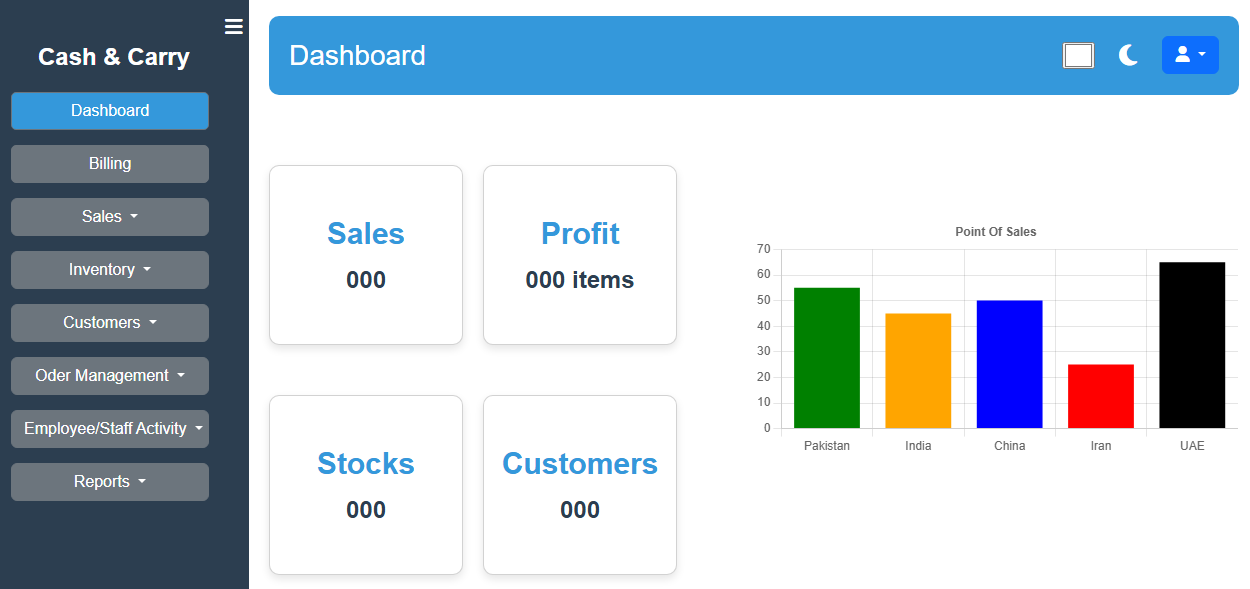 Cash & Carry
Dashboard
Billing
Sales
Inventory
Customers
Oder Management
Employee/Staff Activity
Reports
Dashboard
Sales
000
Profit
000 items
Stocks
000
Customers
000
Point Of Sales
70
60
50
40
30
20
10
0
Pakistan India China Iran UAE